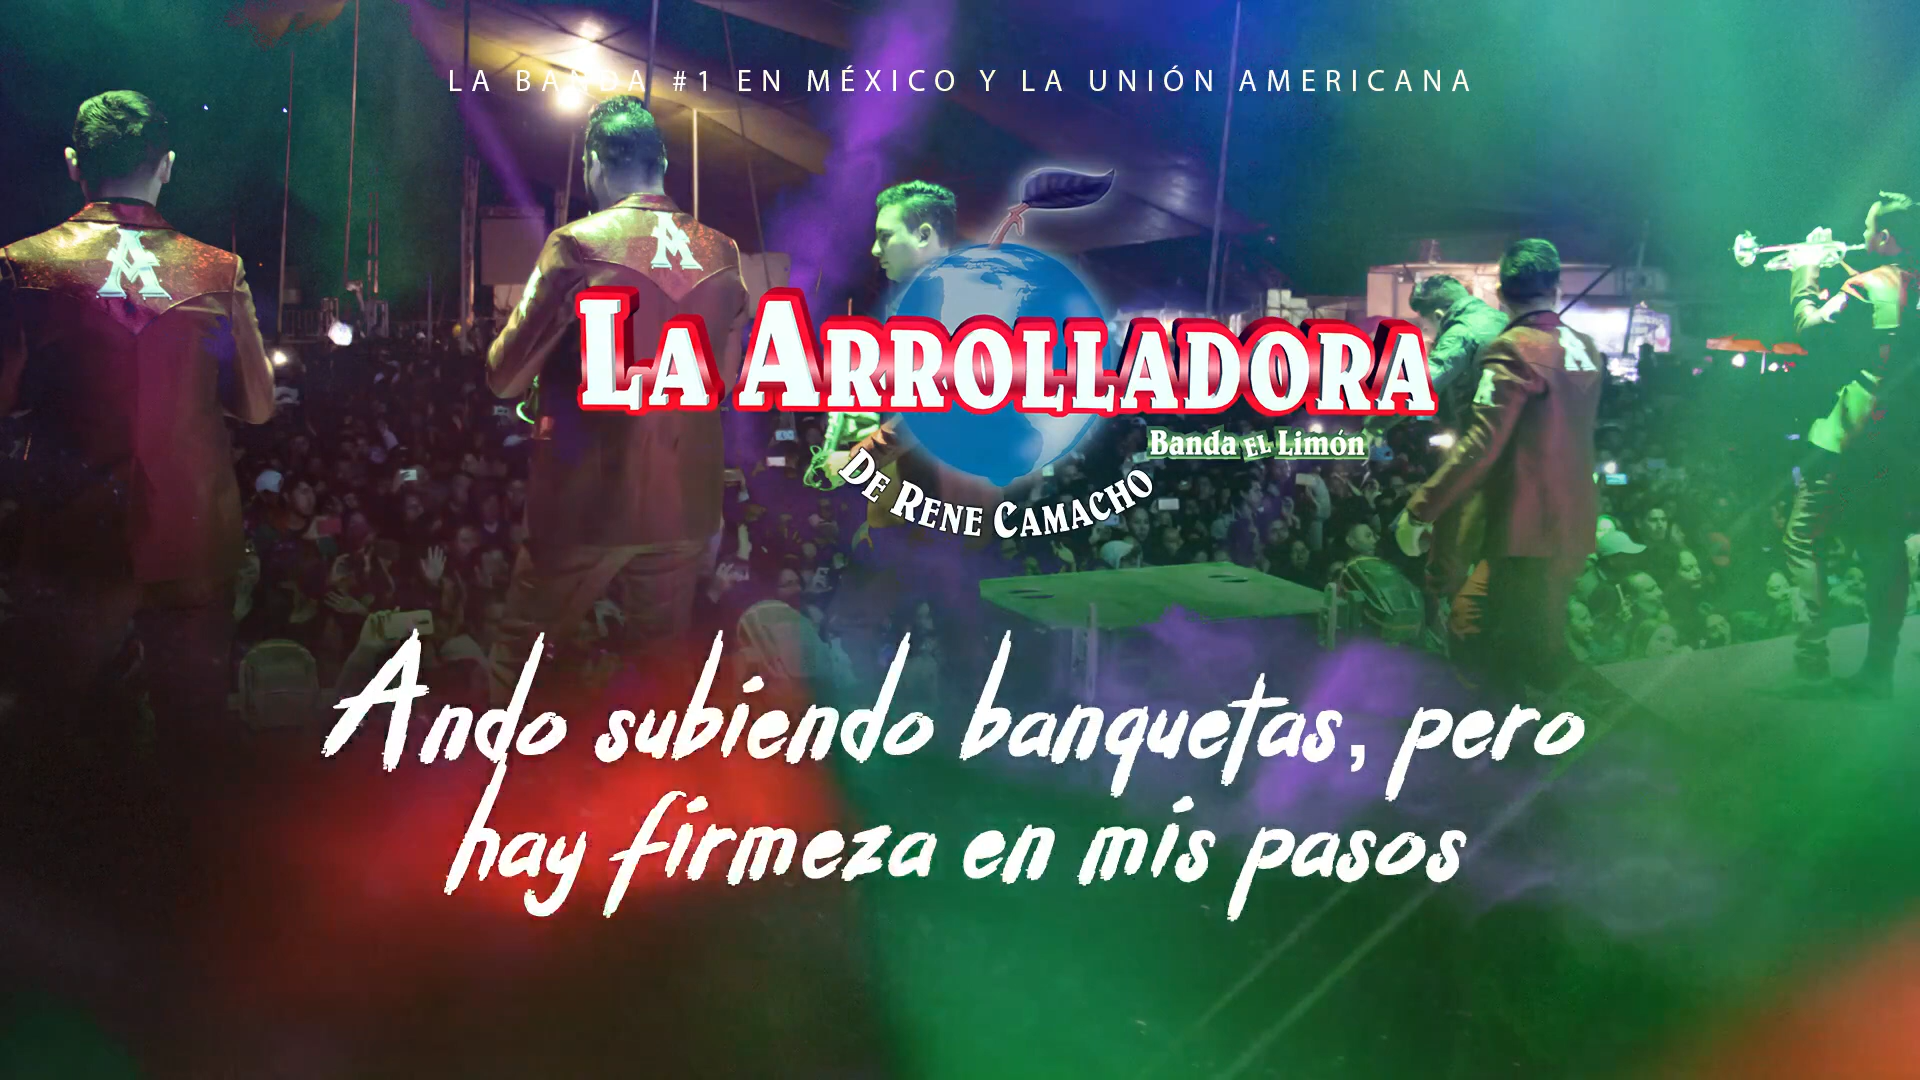 LA BANDA #1 EN MÉXICO Y LA UNIÓN AMERICANA
LA ARROLLADORA
Banda EL Limón
DE RENE CAMACHO
Ando subiendo banquetas, pero
hay firmeza en mis pasos